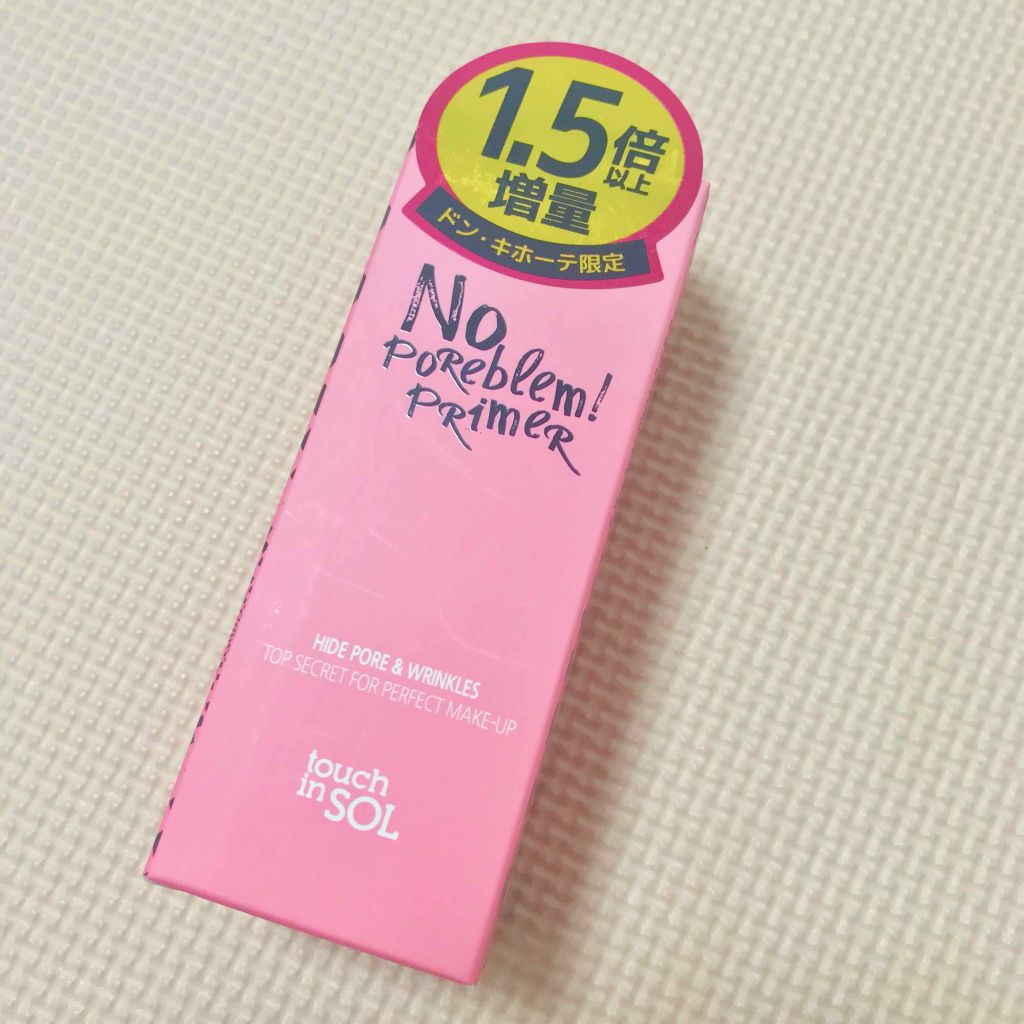 1.5倍以上
増量
ドン・キホーテ限定
No
Poreblem!
Primer
HIDE PORE & WRINKLES
TOP SECRET FOR PERFECT MAKE-UP
touch
in SOL